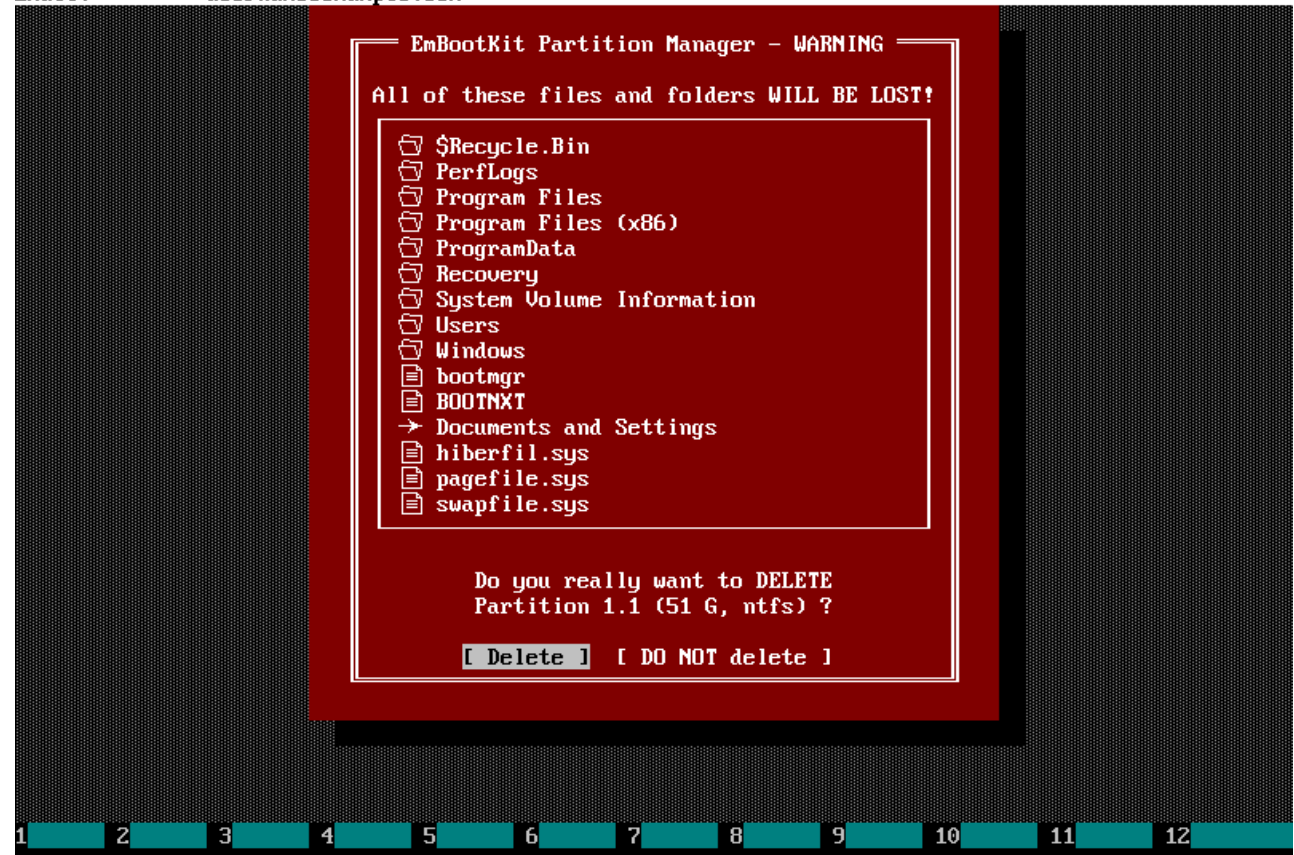 EmBootKit Partition Manager - WARNING
All of these files and folders WILL BE LOST!
$Recycle.Bin
PerfLogs
Program Files
Program Files (x86)
ProgramData
Recovery
System Volume Information
Users
Windows
bootmgr
BOOTNXT
Documents and Settings
hiberfil.sys
pagefile.sys
swapfile.sys
Do you really want to DELETE
Partition 1.1 (51 G, ntfs) ?
[ Delete ] [ DO NOT delete ]
1 2 3 4 5 6 7 8 9 10 11 12